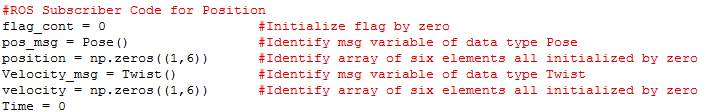 #ROS Subscriber Code for Position
flag_cont = 0 #Initialize flag by zero
pos_msg = Pose() #Identify msg variable of data type Pose
position = np.zeros((1,6)) #Identify array of six elements all initialized by zero
Velocity_msg = Twist() #Identify msg variable of data type Twist
velocity = np.zeros((1,6)) #Identify array of six elements all initialized by zero
Time = 0